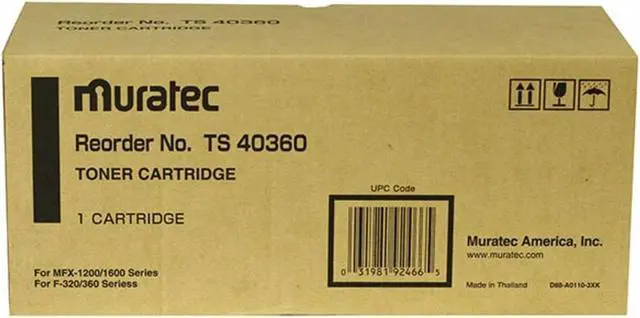 Reorder No. TS 40360
TONER CARTRIDGE
muratec
Reorder No. TS 40360
TONER CARTRIDGE
1 CARTRIDGE
For MFX-1200/1600 Series
For F-320/360 Seriess
UPC Code
0 31981 92466 5
Muratec America, Inc.
www.muratec.com
Made in Thailand D88-A0110-3XK